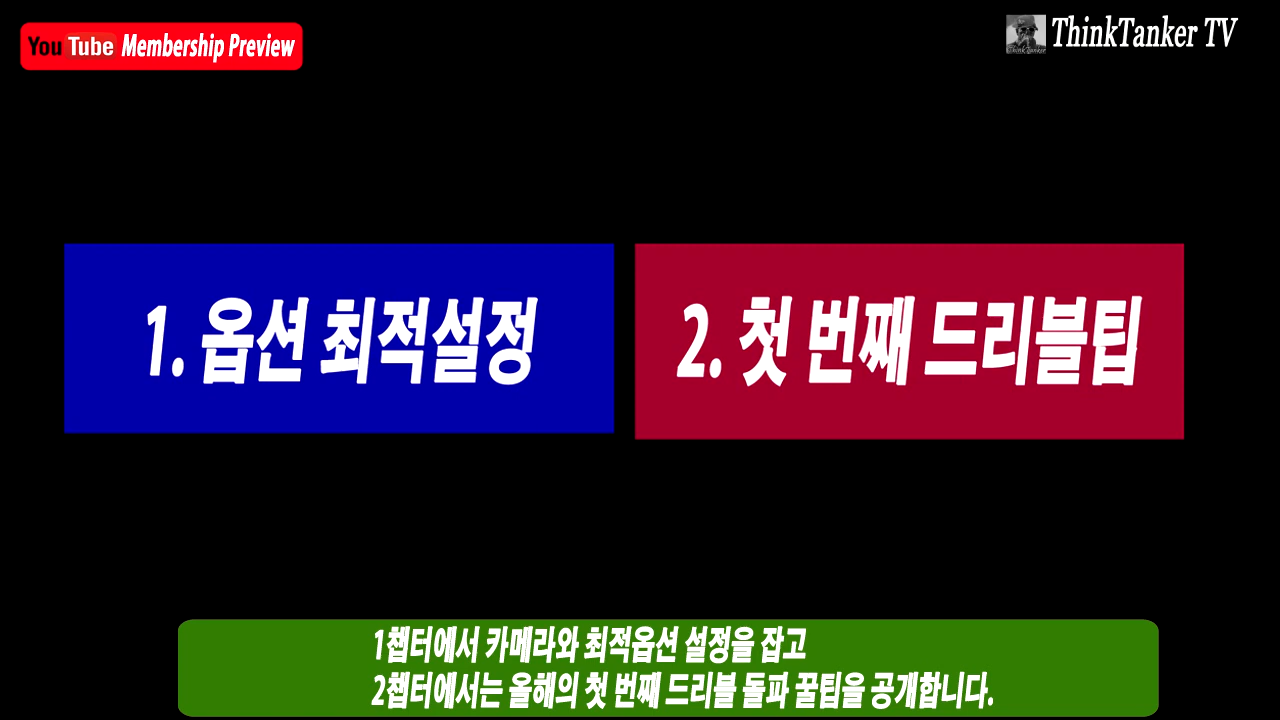 YouTube Membership Preview
ThinkTanker TV
1. 옵션 최적설정
2. 첫 번째 드리블팁
1챕터에서 카메라와 최적옵션 설정을 잡고
2챕터에서는 올해의 첫 번째 드리블 돌파 꿀팁을 공개합니다.